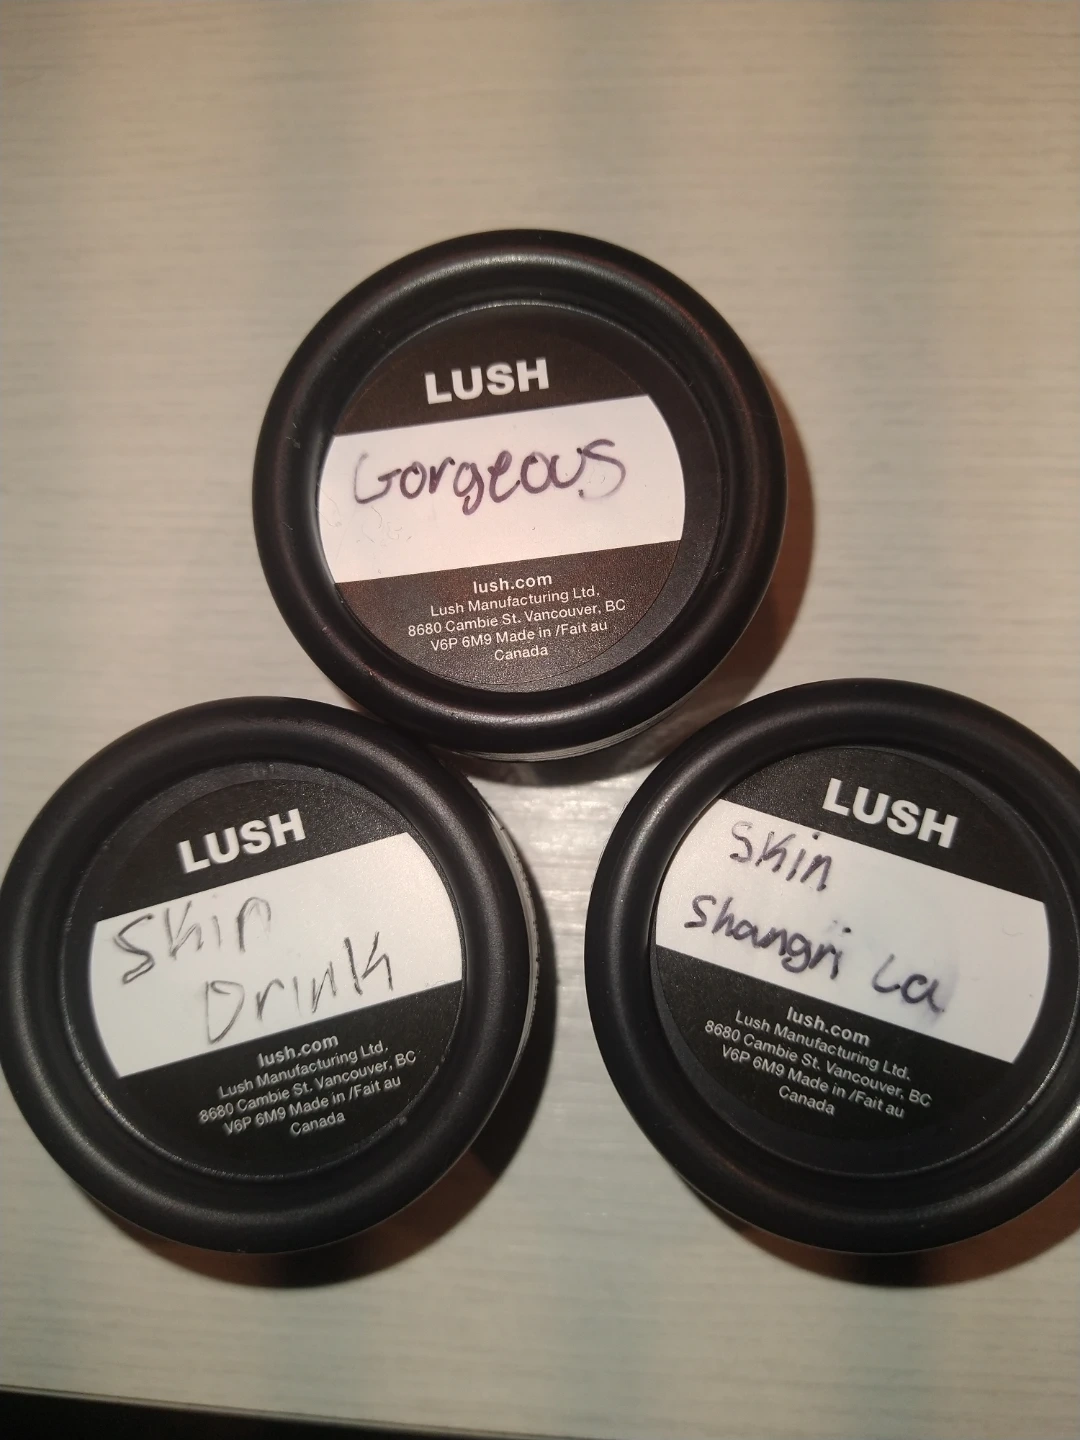 LUSH
Gorgeous
lush.com
Lush Manufacturing Ltd.
8680 Cambie St. Vancouver, BC
V6P 6M9 Made in /Fait au
Canada
LUSH
Skin
Drink
lush.com
Lush Manufacturing Ltd.
8680 Cambie St. Vancouver, BC
V6P 6M9 Made in /Fait au
Canada
LUSH
Skin
Shangri La
lush.com
Lush Manufacturing Ltd.
8680 Cambie St. Vancouver, BC
V6P 6M9 Made in /Fait au
Canada